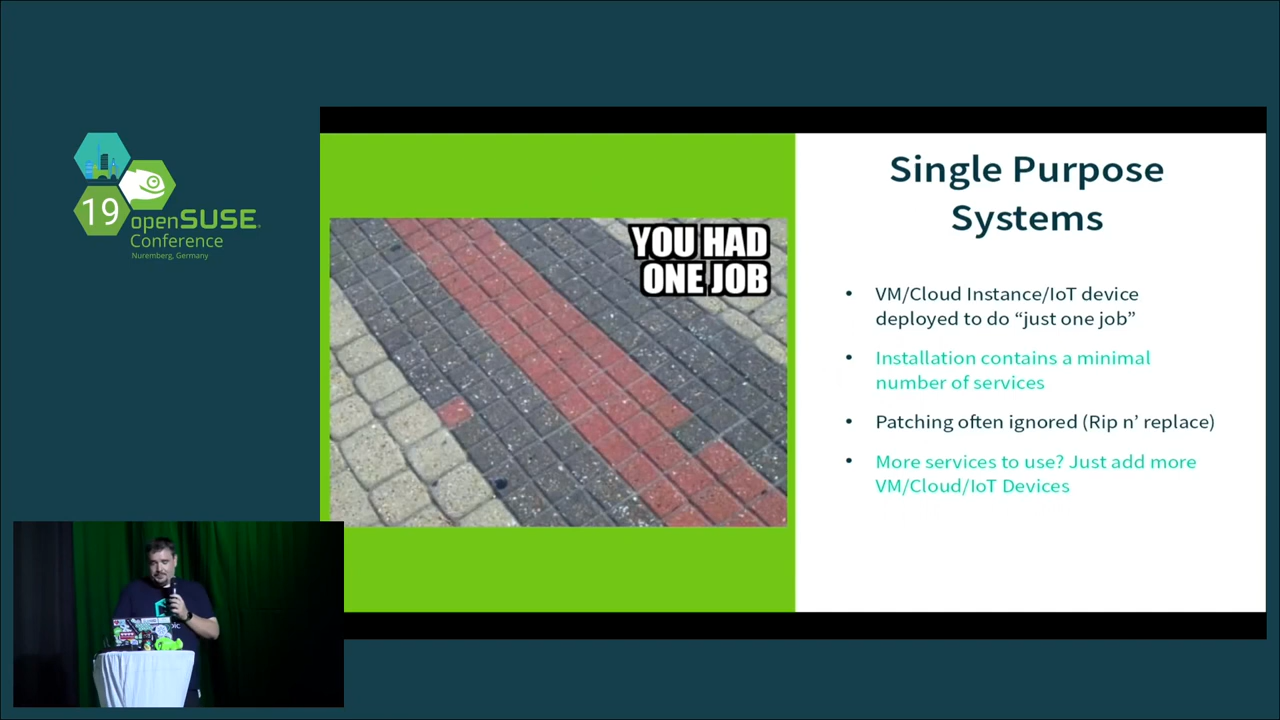 19
openSUSE
Conference
Nuremberg, Germany
YOU HAD
ONE JOB
Single Purpose
Systems
• VM/Cloud Instance/IoT device
deployed to do “just one job”
• Installation contains a minimal
number of services
• Patching often ignored (Rip n’ replace)
• More services to use? Just add more
VM/Cloud/IoT Devices